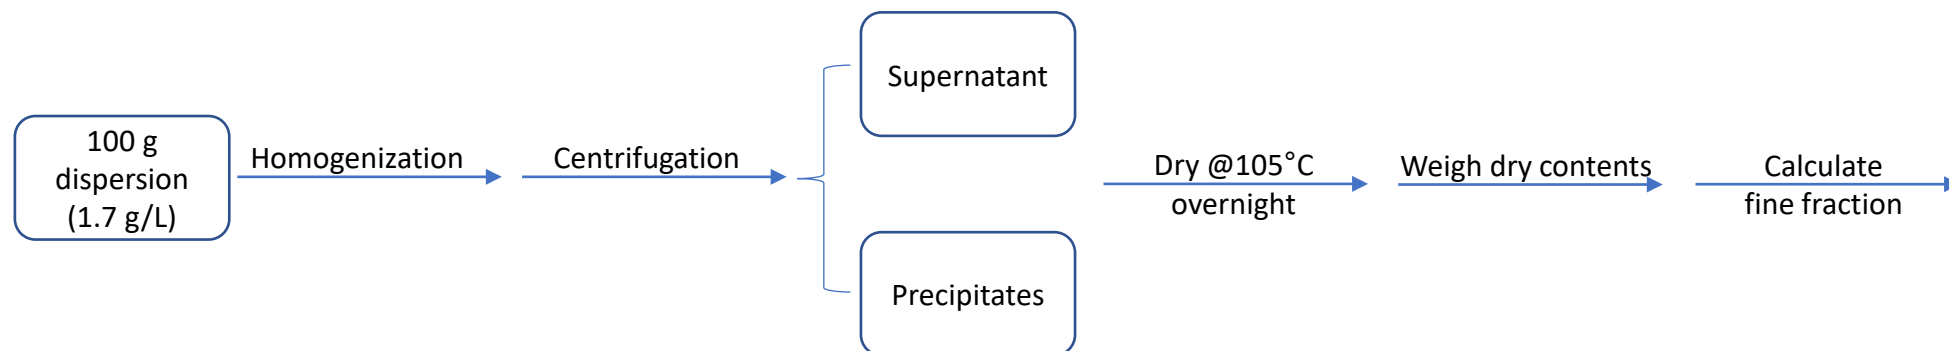 100 g
dispersion
(1.7 g/L)
Homogenization
Centrifugation
Supernatant
Precipitates
Dry @105°C
overnight
Weigh dry contents
Calculate
fine fraction